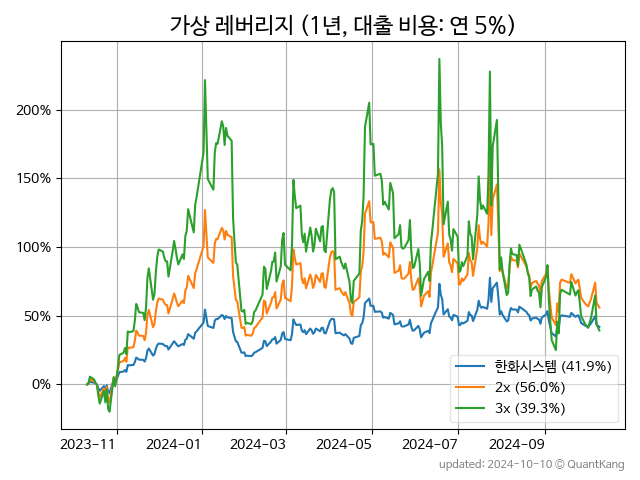 가상 레버리지 (1년, 대출 비용: 연 5%)
200%
150%
100%
50%
0%
한화시스템 (41.9%)
2x (56.0%)
3x (39.3%)
2023-11 2024-01 2024-03 2024-05 2024-07 2024-09
updated: 2024-10-10 © QuantKang